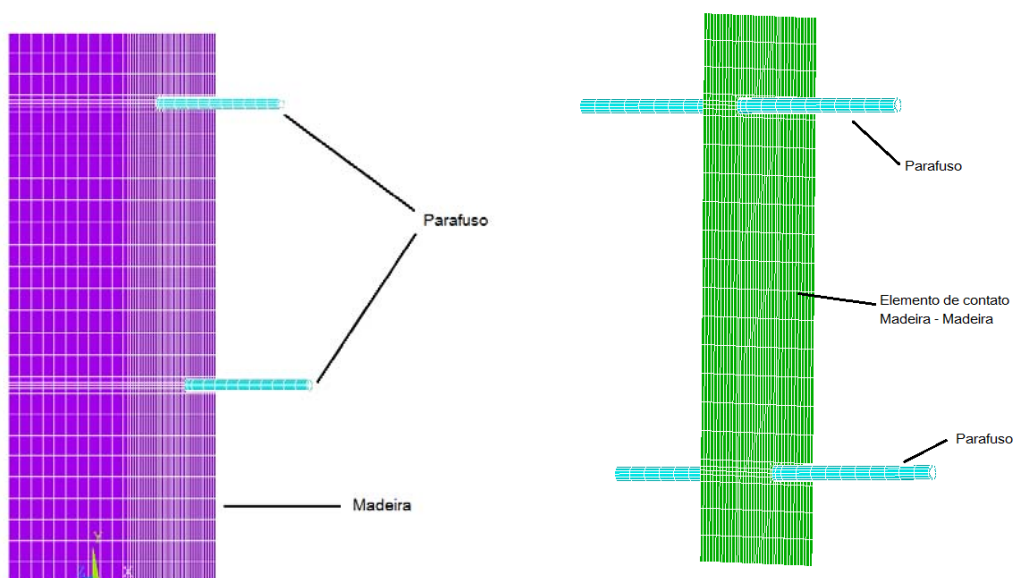 Parafuso
Madeira
Y
X
Parafuso
Elemento de contato
Madeira - Madeira
Parafuso